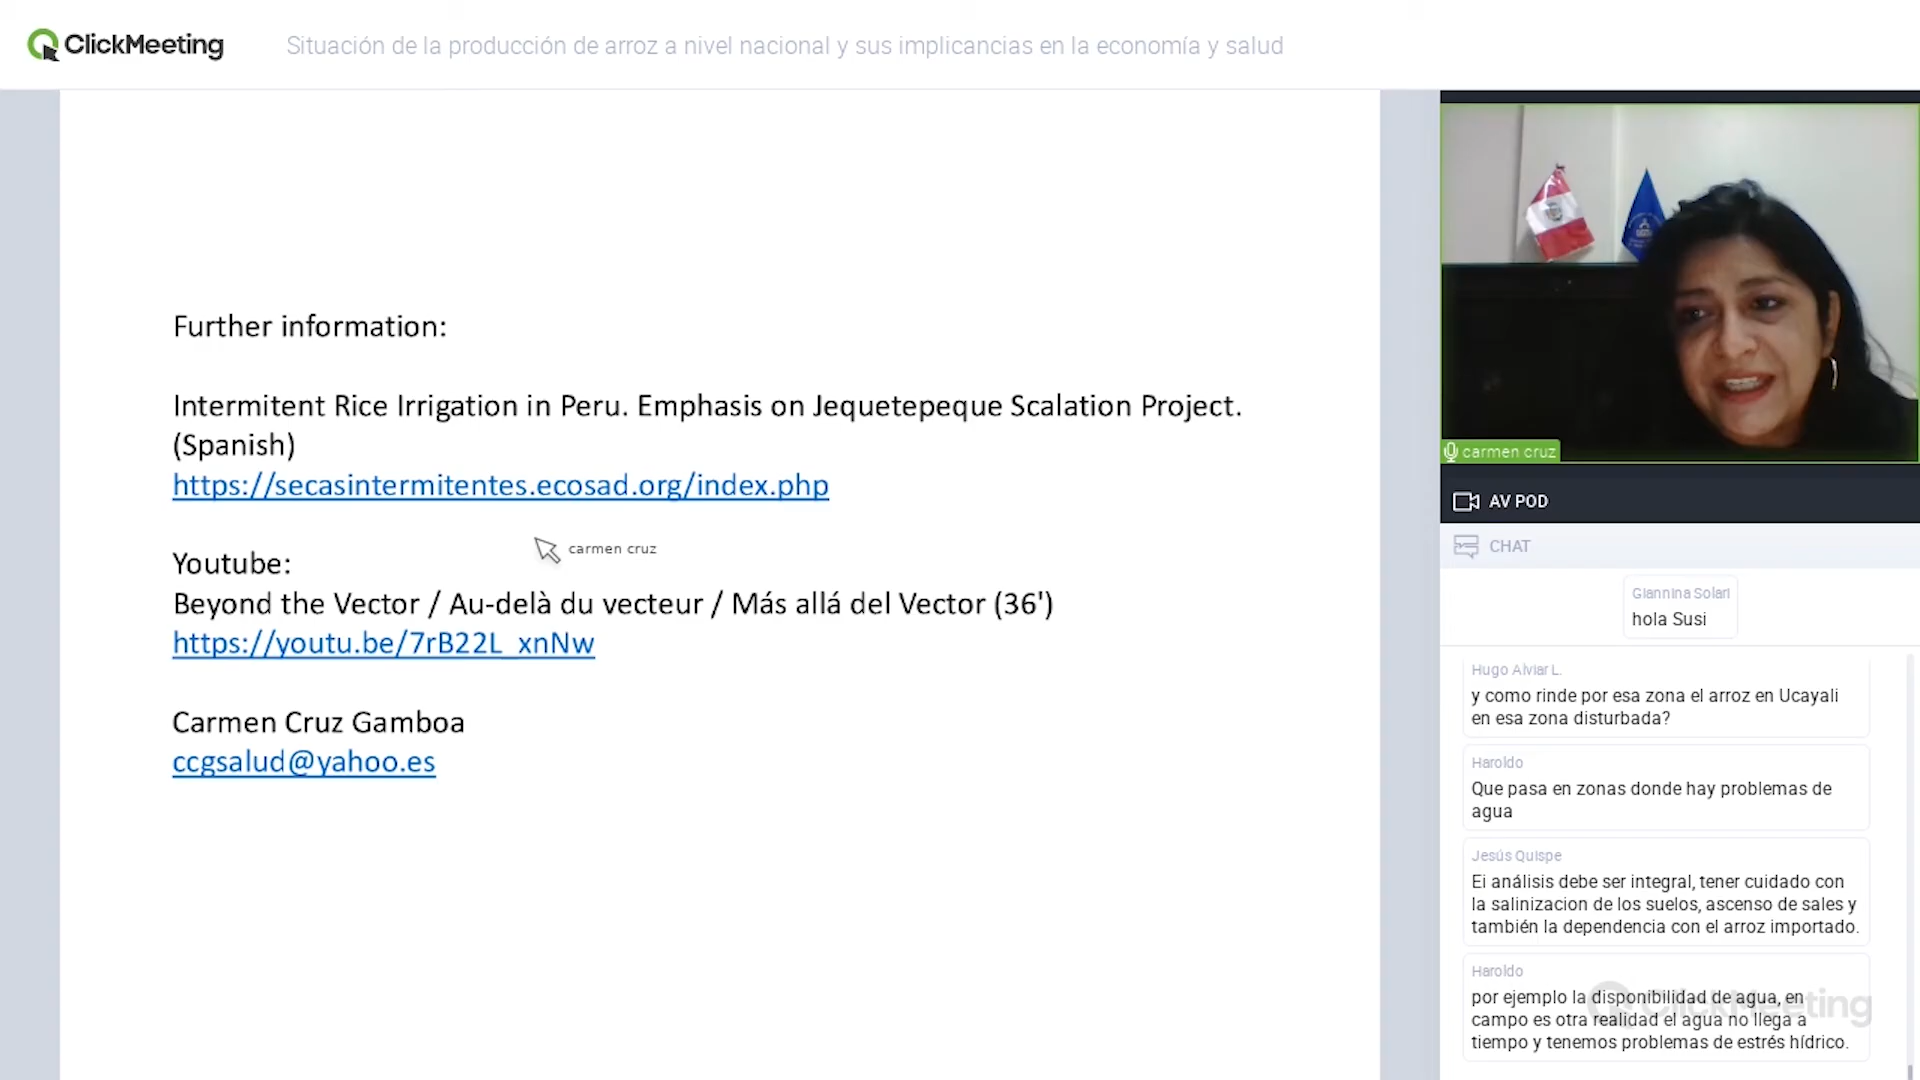 ClickMeeting
Situación de la producción de arroz a nivel nacional y sus implicancias en la economía y salud
Further information:
Intermitent Rice Irrigation in Peru. Emphasis on Jequetepeque Scalation Project.
(Spanish)
https://secasintermitentes.ecosad.org/index.php
carmen cruz
Youtube:
Beyond the Vector / Au-delà du vecteur / Más allá del Vector (36')
https://youtu.be/7rB22L_xnNw
Carmen Cruz Gamboa
ccgsalud@yahoo.es
carmen cruz
AV POD
CHAT
Giannina Solari
hola Susi
Hugo Alviar L.
y como rinde por esa zona el arroz en Ucayali
en esa zona disturbada?
Haroldo
Que pasa en zonas donde hay problemas de
agua
Jesús Quispe
Ei análisis debe ser integral, tener cuidado con
la salinizacion de los suelos, ascenso de sales y
también la dependencia con el arroz importado.
Haroldo
por ejemplo la disponibilidad de agua, en
campo es otra realidad el agua no llega a
tiempo y tenemos problemas de estrés hídrico.
ClickMeeting